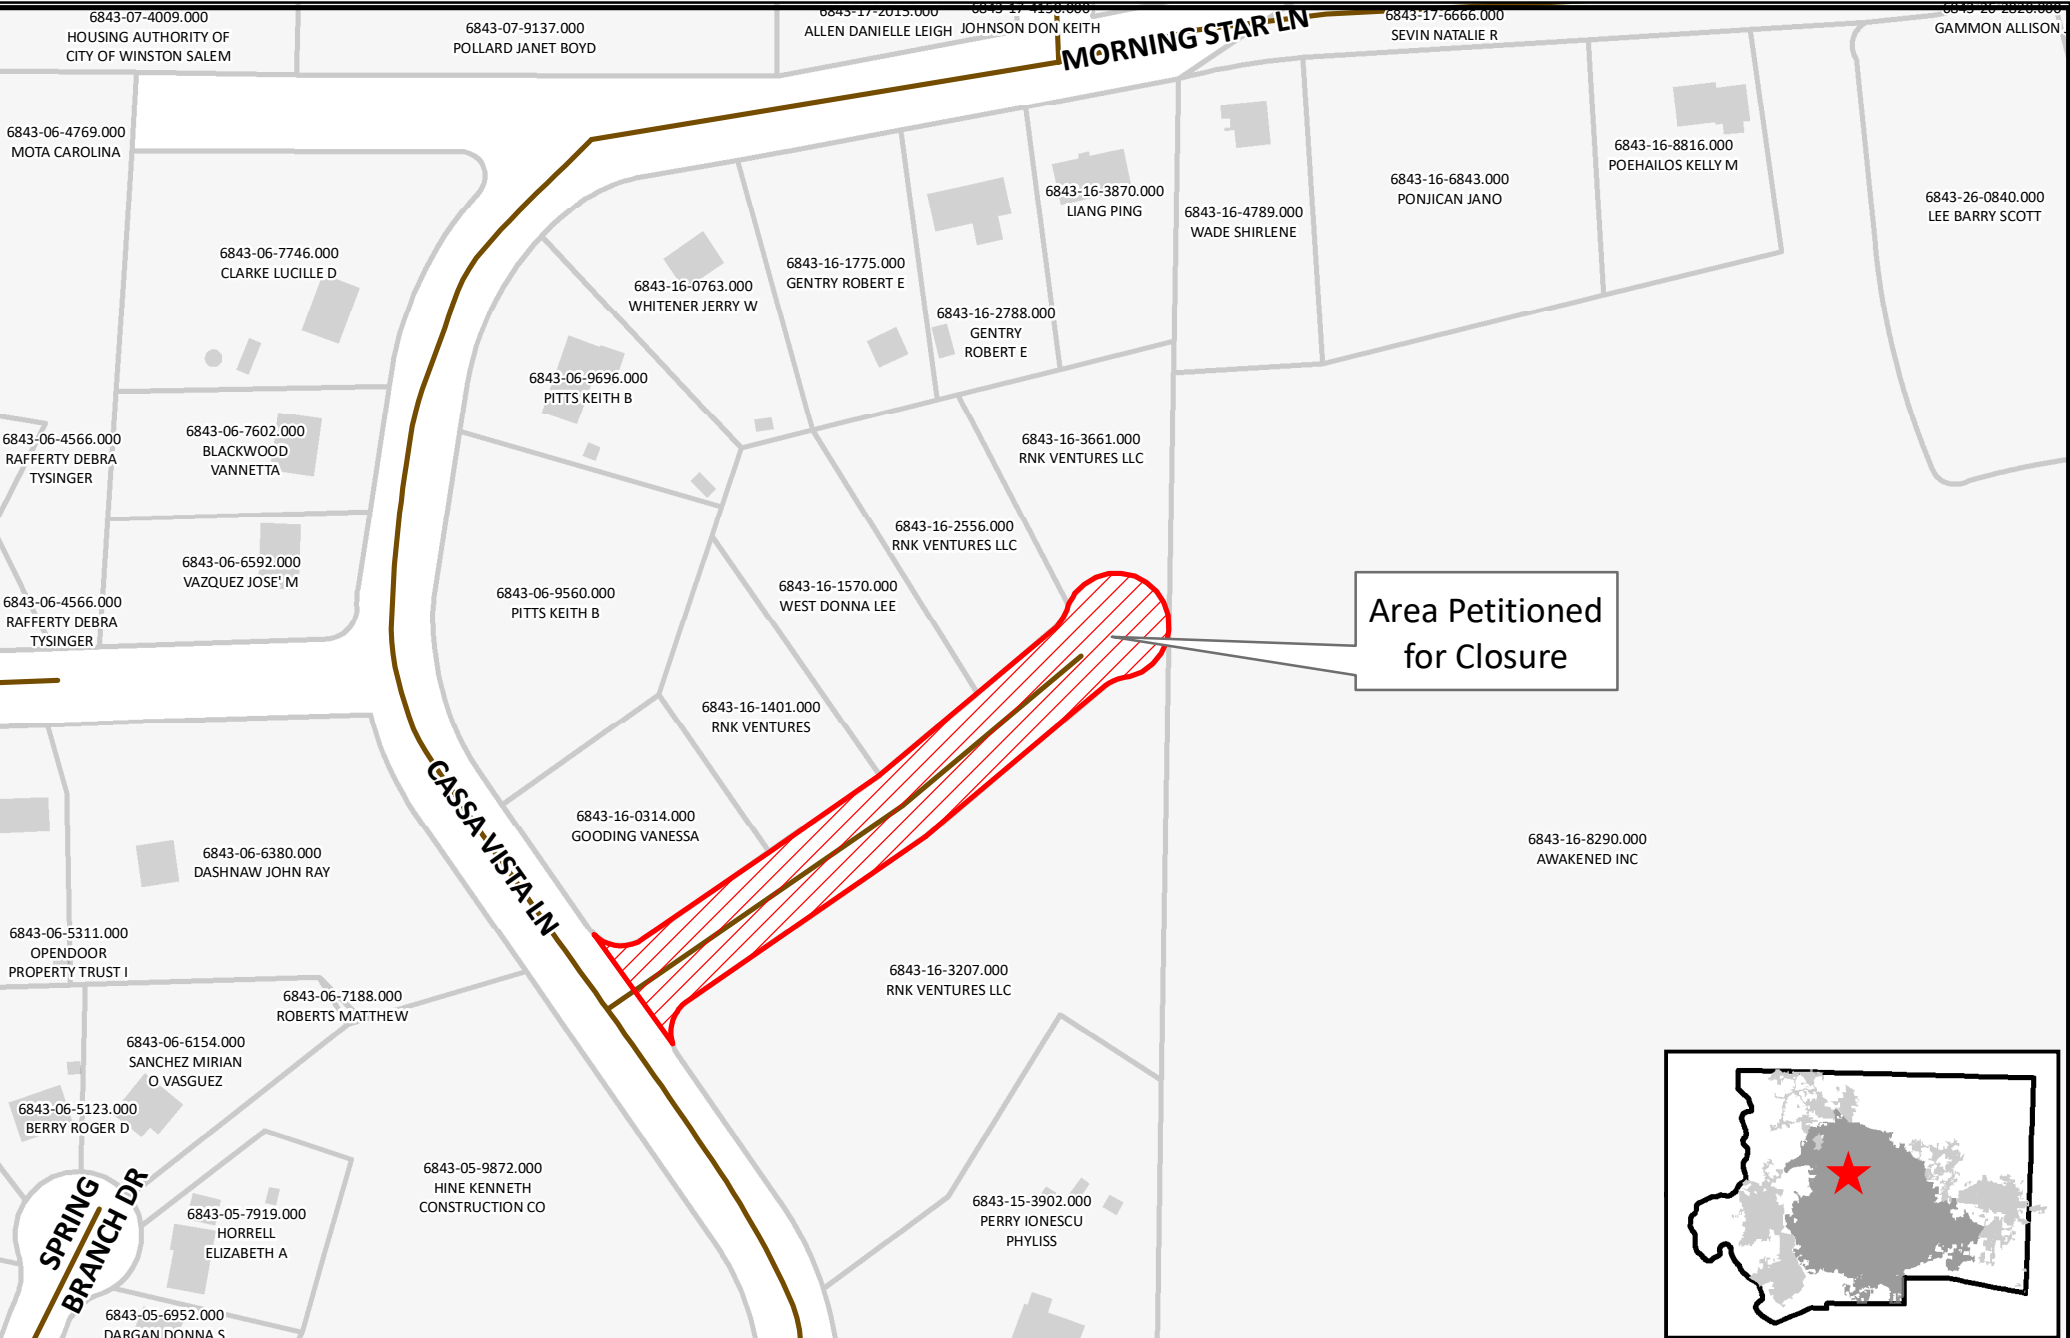 6843-07-4009.000
HOUSING AUTHORITY OF
CITY OF WINSTON SALEM
6843-07-9137.000
POLLARD JANET BOYD
6843-17-2015.000
ALLEN DANIELLE LEIGH
6843-17-4150.000
JOHNSON DON KEITH
MORNING STAR LN
6843-17-6666.000
SEVIN NATALIE R
GAMMON ALLISON J
6843-06-4769.000
MOTA CAROLINA
6843-16-8816.000
POEHAILOS KELLY M
6843-16-3870.000
LIANG PING
6843-16-6843.000
PONJICAN JANO
6843-26-0840.000
LEE BARRY SCOTT
6843-16-4789.000
WADE SHIRLENE
6843-06-7746.000
CLARKE LUCILLE D
6843-16-1775.000
GENTRY ROBERT E
6843-16-0763.000
WHITENER JERRY W
6843-16-2788.000
GENTRY
ROBERT E
6843-06-9696.000
PITTS KEITH B
6843-06-4566.000
RAFFERTY DEBRA
TYSINGER
6843-06-7602.000
BLACKWOOD
VANNETTA
6843-16-3661.000
RNK VENTURES LLC
6843-16-2556.000
RNK VENTURES LLC
6843-06-6592.000
VAZQUEZ JOSE' M
6843-06-9560.000
PITTS KEITH B
6843-16-1570.000
WEST DONNA LEE
6843-06-4566.000
RAFFERTY DEBRA
TYSINGER
Area Petitioned
for Closure
6843-16-1401.000
RNK VENTURES
CASSA VISTA LN
6843-16-0314.000
GOODING VANESSA
6843-16-8290.000
AWAKENED INC
6843-06-6380.000
DASHNAW JOHN RAY
6843-06-5311.000
OPENDOOR
PROPERTY TRUST I
6843-16-3207.000
RNK VENTURES LLC
6843-06-7188.000
ROBERTS MATTHEW
6843-06-6154.000
SANCHEZ MIRIAN
O VASGUEZ
6843-06-5123.000
BERRY ROGER D
6843-05-9872.000
HINE KENNETH
CONSTRUCTION CO
SPRING
BRANCH DR
6843-05-7919.000
HORRELL
ELIZABETH A
6843-15-3902.000
PERRY IONESCU
PHYLISS
6843-05-6952.000
DARGAN DONNA S